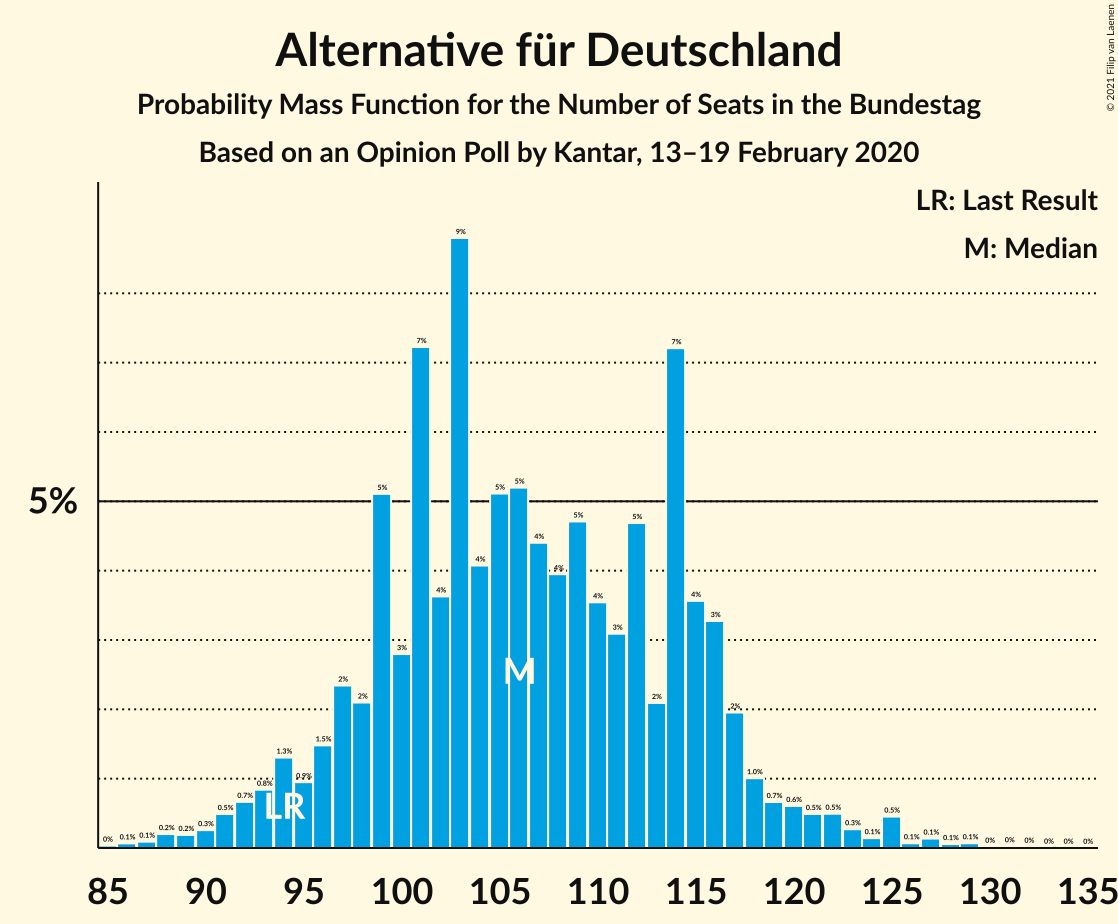 Alternative für Deutschland
Probability Mass Function for the Number of Seats in the Bundestag
Based on an Opinion Poll by Kantar, 13–19 February 2020
© 2021 Filip van Laenen
LR: Last Result
M: Median
5%
0% 0.1% 0.1% 0.2% 0.2% 0.3% 0.5% 0.7% 0.8% 1.3% 0.9% 1.5% 2% 2% 5% 3% 7% 4% 9% 4% 5% 5% 4% 4% 5% 4% 3% 5% 2% 7% 4% 3% 2% 1.0% 0.7% 0.6% 0.5% 0.5% 0.3% 0.1% 0.5% 0.1% 0.1% 0.1% 0.1% 0% 0% 0% 0% 0% 0%
M
LR
85 90 95 100 105 110 115 120 125 130 135